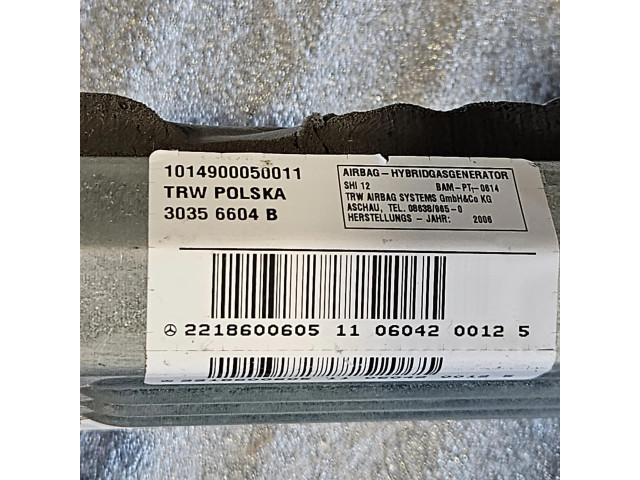 1014900050011
TRW POLSKA
3035 6604 B
AIRBAG-HYBRIDGASGENERATOR
SHI 12 BAM-PT1-0614
TRW AIRBAG SYSTEMS GmbH&Co KG
ASCHAU, TEL. 08638/965-0
HERSTELLUNGS - JAHR: 2006
2218600605 11 06042 0012 5